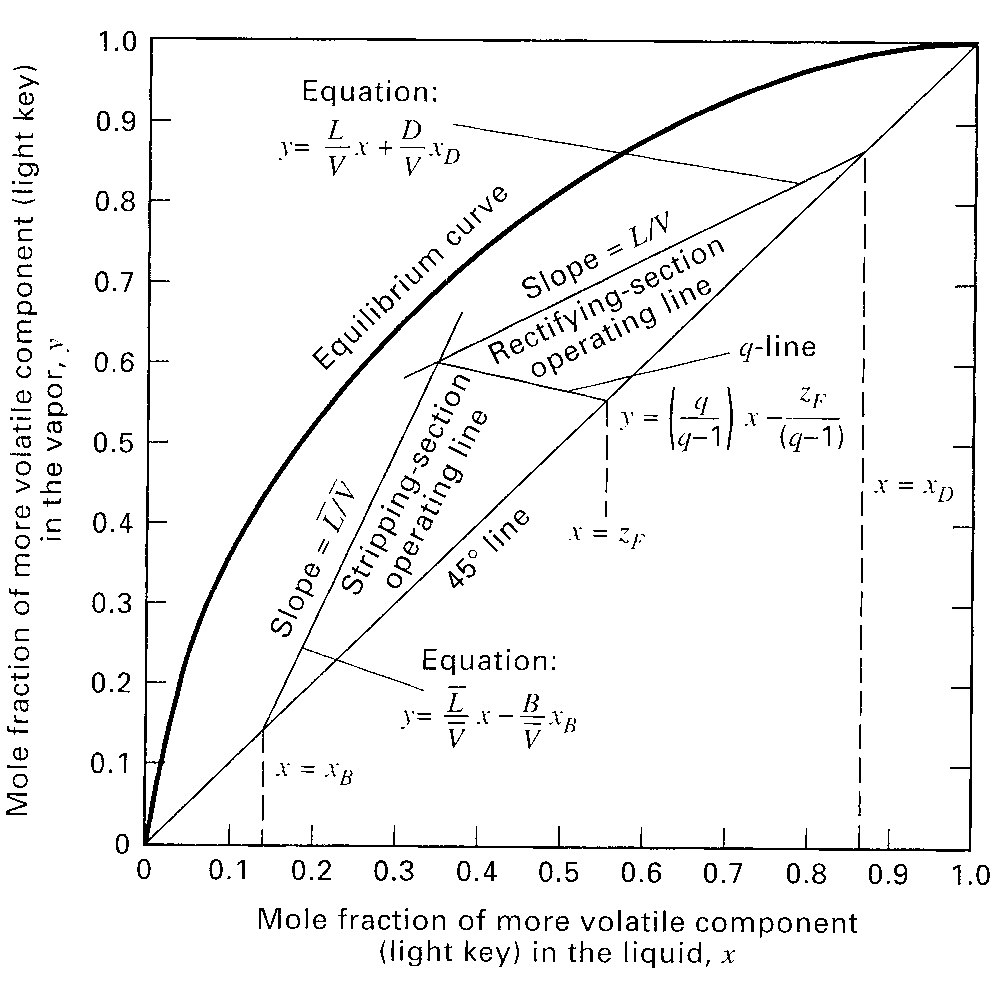 Mole fraction of more volatile component (light key)
in the vapor, y
1.0
0.9
0.8
0.7
0.6
0.5
0.4
0.3
0.2
0.1
0
Equation:
y= L/V x + D/V x_D
Equilibrium curve
Slope = L/V
Rectifying-section
operating line
q-line
y = (q/q−1) x − z_F/(q−1)
x = x_D
x = z_F
Slope = L̅/V̅
Stripping-section
operating line
45° line
Equation:
y= L̅/V̅ x − B/V̅ x_B
x = x_B
0 0.1 0.2 0.3 0.4 0.5 0.6 0.7 0.8 0.9 1.0
Mole fraction of more volatile component
(light key) in the liquid, x